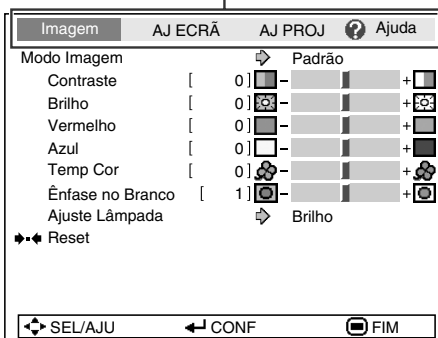 Imagem AJ ECRÃ AJ PROJ ? Ajuda
Modo Imagem Padrão
Contraste [ 0 ] - +
Brilho [ 0 ] - +
Vermelho [ 0 ] - +
Azul [ 0 ] - +
Temp Cor [ 0 ] - +
Ênfase no Branco [ 1 ] - +
Ajuste Lâmpada Brilho
Reset
SEL/AJU CONF FIM